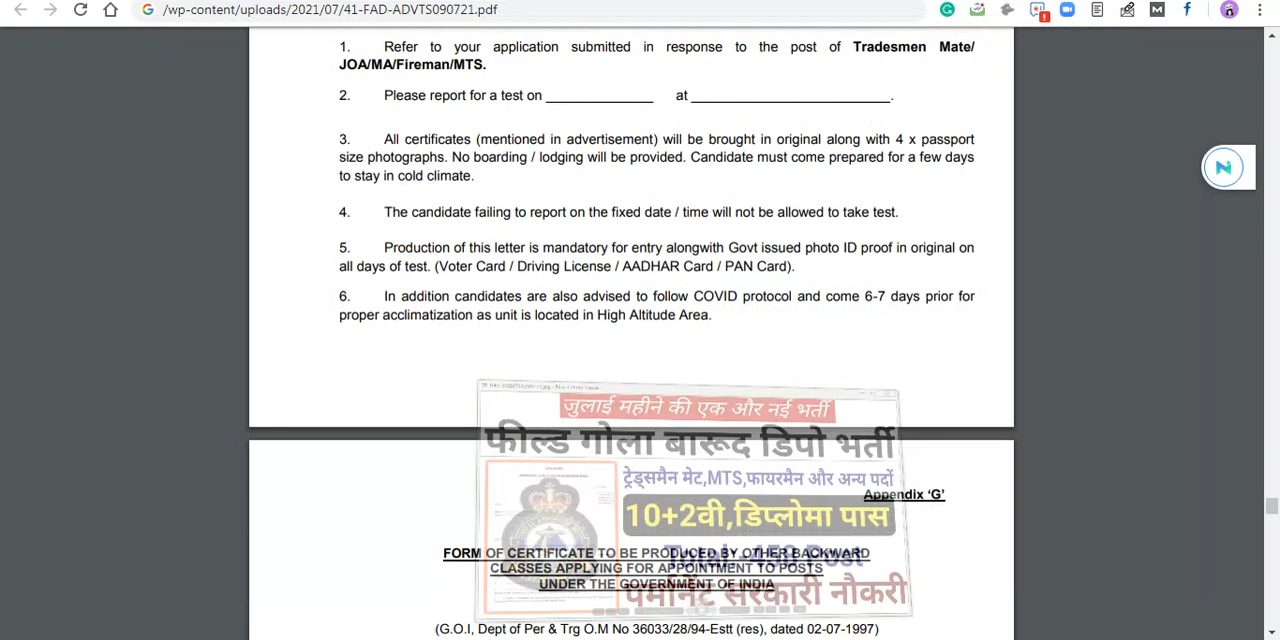 /wp-content/uploads/2021/07/41-FAD-ADVTS090721.pdf
1. Refer to your application submitted in response to the post of Tradesmen Mate/
JOA/MA/Fireman/MTS.
2. Please report for a test on ____________ at ______________________.
3. All certificates (mentioned in advertisement) will be brought in original along with 4 x passport
size photographs. No boarding / lodging will be provided. Candidate must come prepared for a few days
to stay in cold climate.
4. The candidate failing to report on the fixed date / time will not be allowed to take test.
5. Production of this letter is mandatory for entry alongwith Govt issued photo ID proof in original on
all days of test. (Voter Card / Driving License / AADHAR Card / PAN Card).
6. In addition candidates are also advised to follow COVID protocol and come 6-7 days prior for
proper acclimatization as unit is located in High Altitude Area.
जुलाई महीने की एक और नई भर्ती
फील्ड गोला बारूद डिपो भर्ती
ट्रेड्समैन मेट,MTS,फायरमैन और अन्य पदों
Appendix ‘G’
10+2वी,डिप्लोमा पास
Total -458 Post
FORM OF CERTIFICATE TO BE PRODUCED BY OTHER BACKWARD
CLASSES APPLYING FOR APPOINTMENT TO POSTS
UNDER THE GOVERNMENT OF INDIA
पर्मानेंट सरकारी नौकरी
(G.O.I, Dept of Per & Trg O.M No 36033/28/94-Estt (res), dated 02-07-1997)